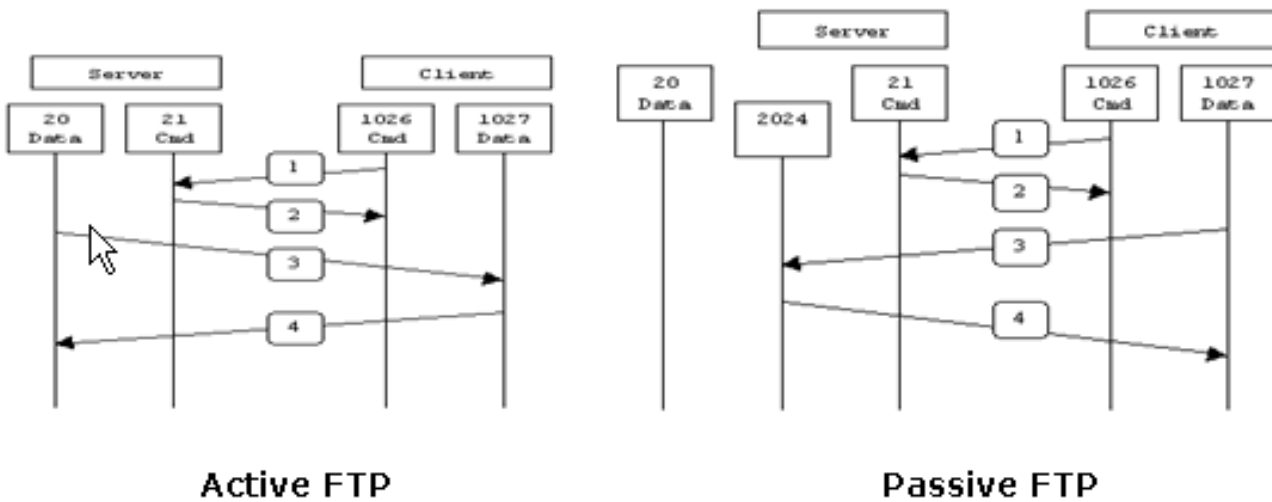 Server
Client
20
Data
21
Cmd
1026
Cmd
1027
Data
1
2
3
4
Active FTP
Server
Client
20
Data
2024
21
Cmd
1026
Cmd
1027
Data
1
2
3
4
Passive FTP